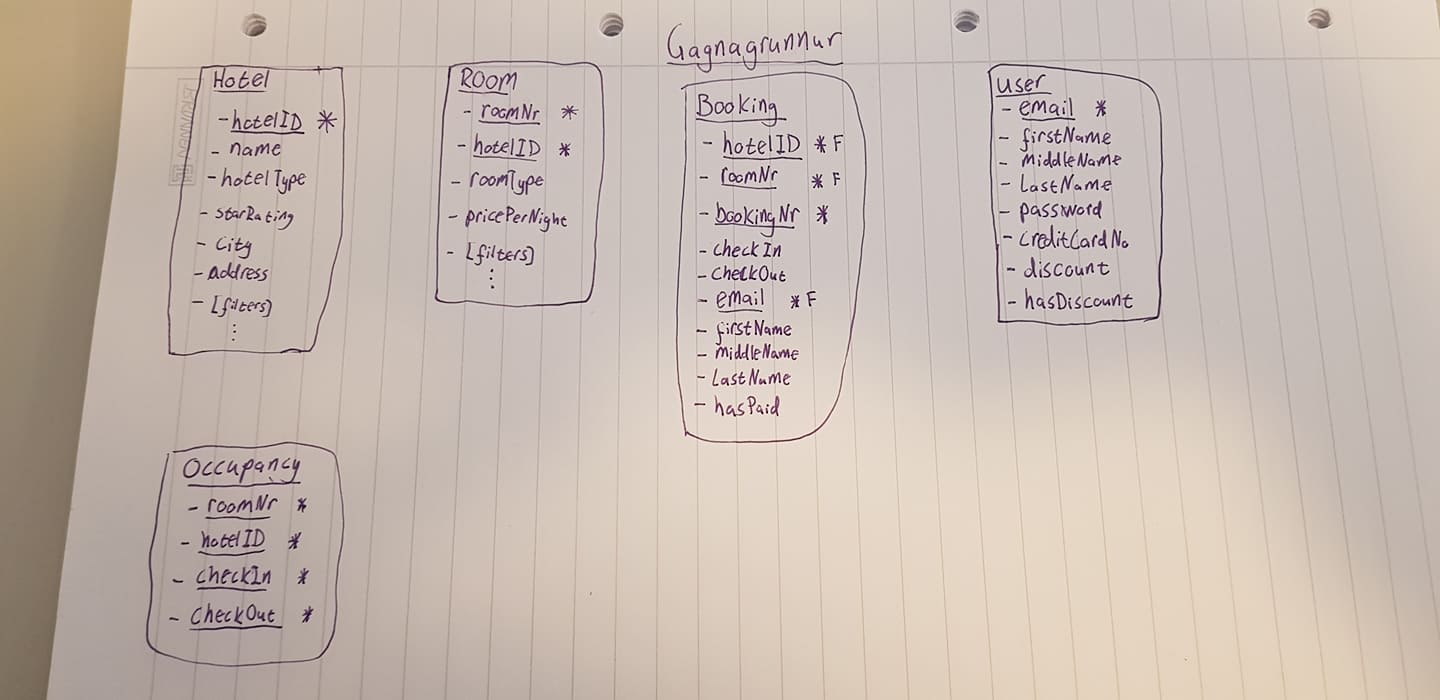 Gagnagrunnur
Hotel
- hotelID *
- name
- hotelType
- starRating
- City
- Address
- [filters]
⋮
ROOM
- roomNr *
- hotelID *
- roomType
- pricePerNight
- [filters]
⋮
Booking
- hotelID * F
- roomNr * F
- bookingNr *
- checkIn
- checkOut
- email * F
- firstName
- middleName
- LastName
- hasPaid
user
- email *
- firstName
- middleName
- LastName
- password
- creditCardNo
- discount
- hasDiscount
Occupancy
- roomNr *
- hotelID *
- checkIn *
- CheckOut *